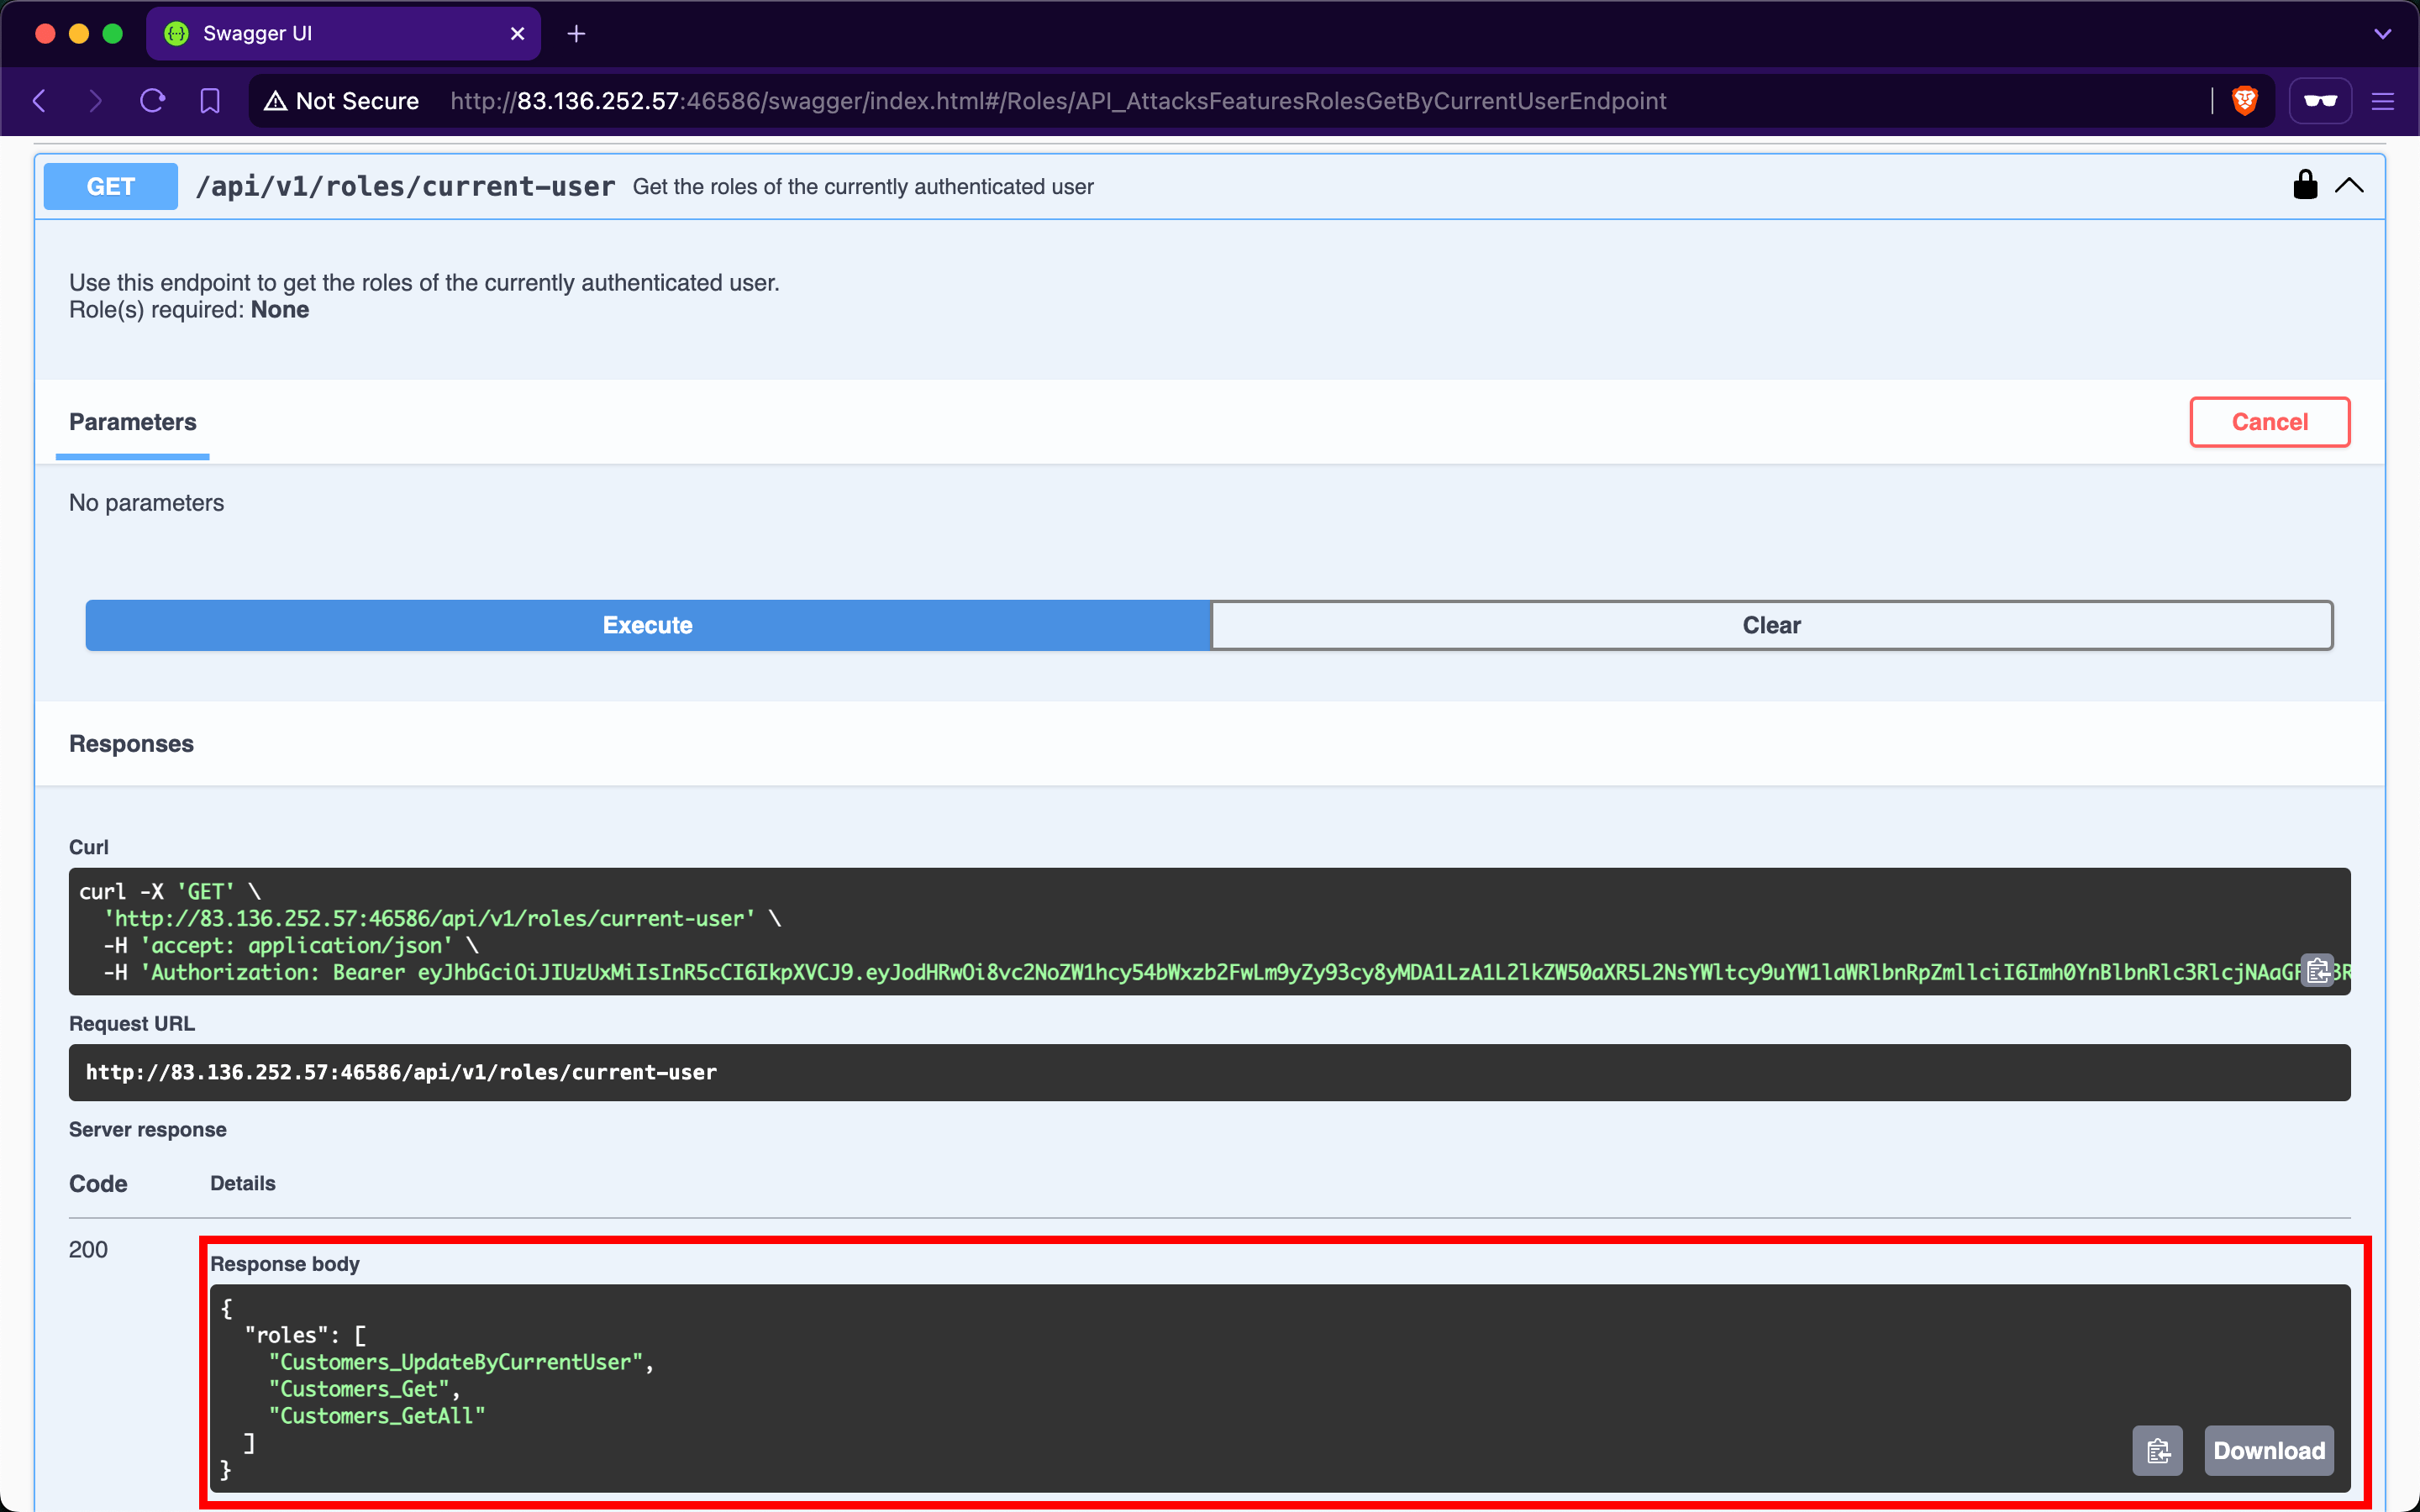 Swagger UI
Not Secure http://83.136.252.57:46586/swagger/index.html#/Roles/API_AttacksFeaturesRolesGetByCurrentUserEndpoint
GET /api/v1/roles/current-user Get the roles of the currently authenticated user
Use this endpoint to get the roles of the currently authenticated user.
Role(s) required: None
Parameters Cancel
No parameters
Execute Clear
Responses
Curl
curl -X 'GET' \
'http://83.136.252.57:46586/api/v1/roles/current-user' \
-H 'accept: application/json' \
-H 'Authorization: Bearer eyJhbGciOiJIUzUxMiIsInR5cCI6IkpXVCJ9.eyJodHRwOi8vc2NoZW1hcy54bWxzb2FwLm9yZy93cy8yMDA1LzA1L2lkZW50aXR5L2NsYWltcy9uYW1laWRlbnRpZmllciI6Imh0YnBlbnRlc3RlcjNAaGF
Request URL
http://83.136.252.57:46586/api/v1/roles/current-user
Server response
Code Details
200
Response body
{
"roles": [
"Customers_UpdateByCurrentUser",
"Customers_Get",
"Customers_GetAll"
]
}
Download